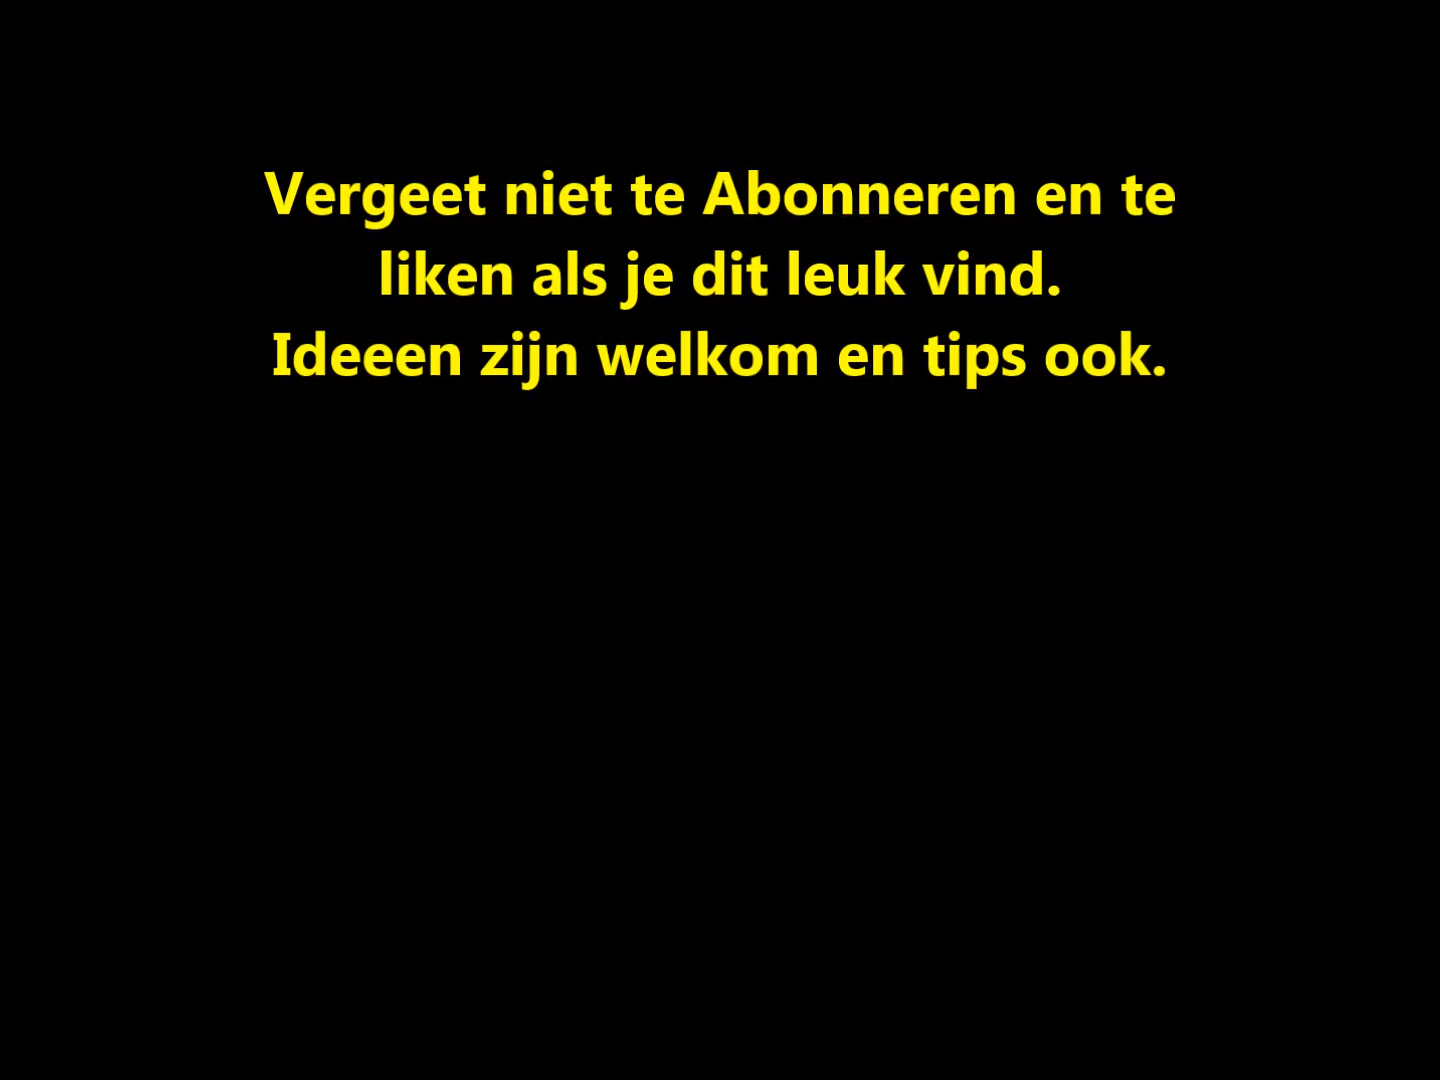 Vergeet niet te Abonneren en te
liken als je dit leuk vind.
Ideeen zijn welkom en tips ook.